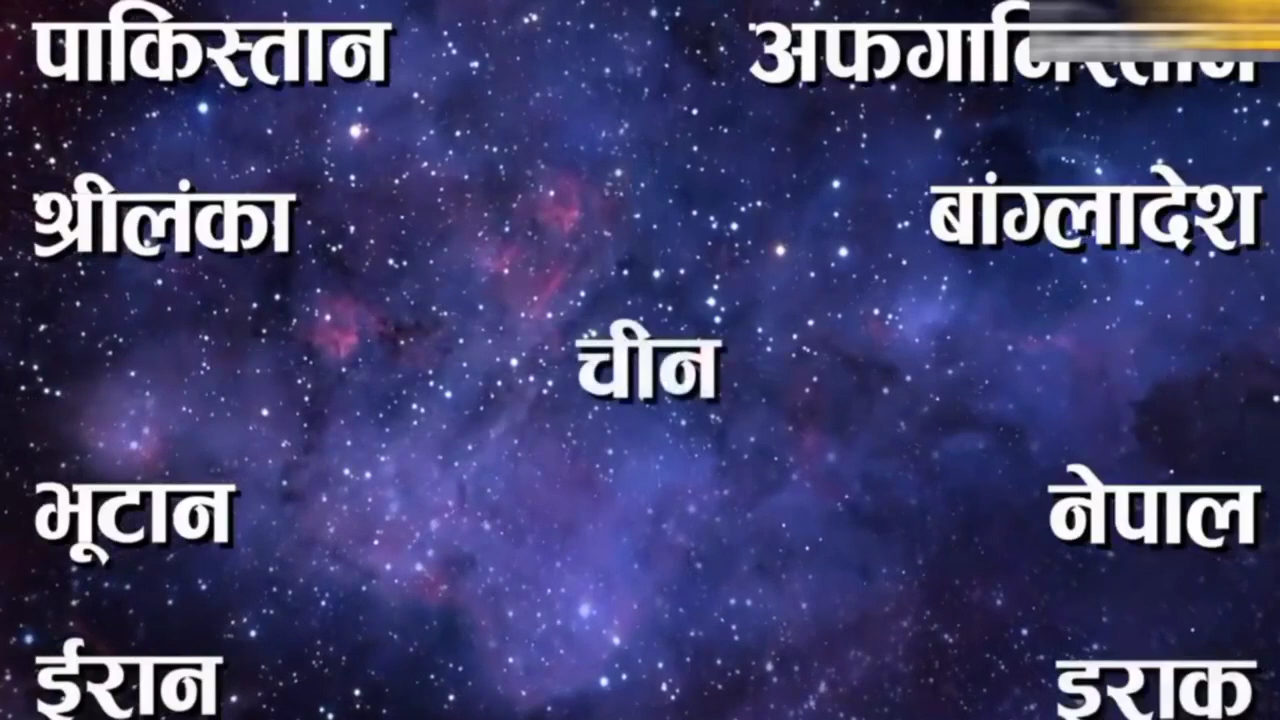 पाकिस्तान अफगानिस्तान
श्रीलंका बांग्लादेश
चीन
भूटान नेपाल
ईरान इराक